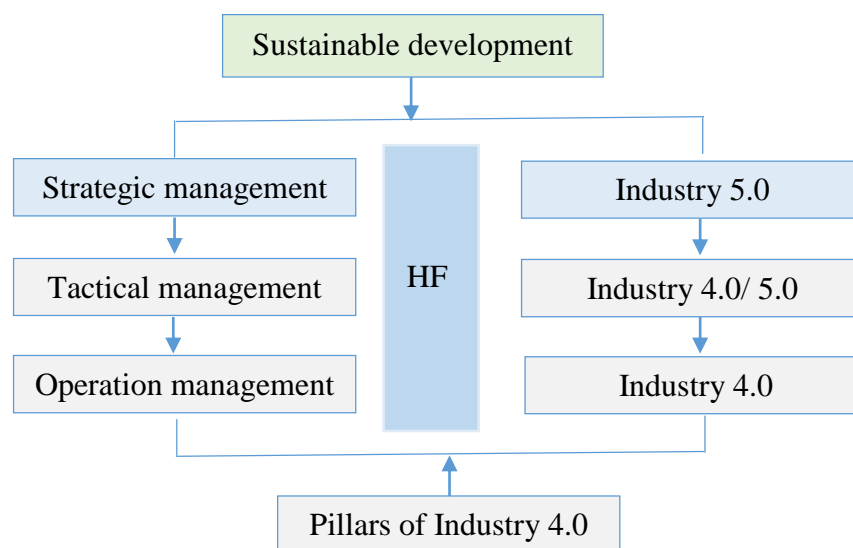 Sustainable development
Strategic management
Industry 5.0
HF
Tactical management
Industry 4.0/ 5.0
Operation management
Industry 4.0
Pillars of Industry 4.0